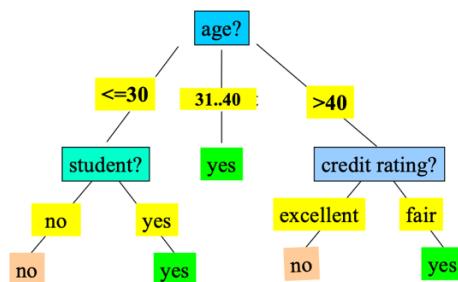 age?
<=30
31..40
>40
student?
yes
credit rating?
no
yes
excellent
fair
no
yes
no
yes